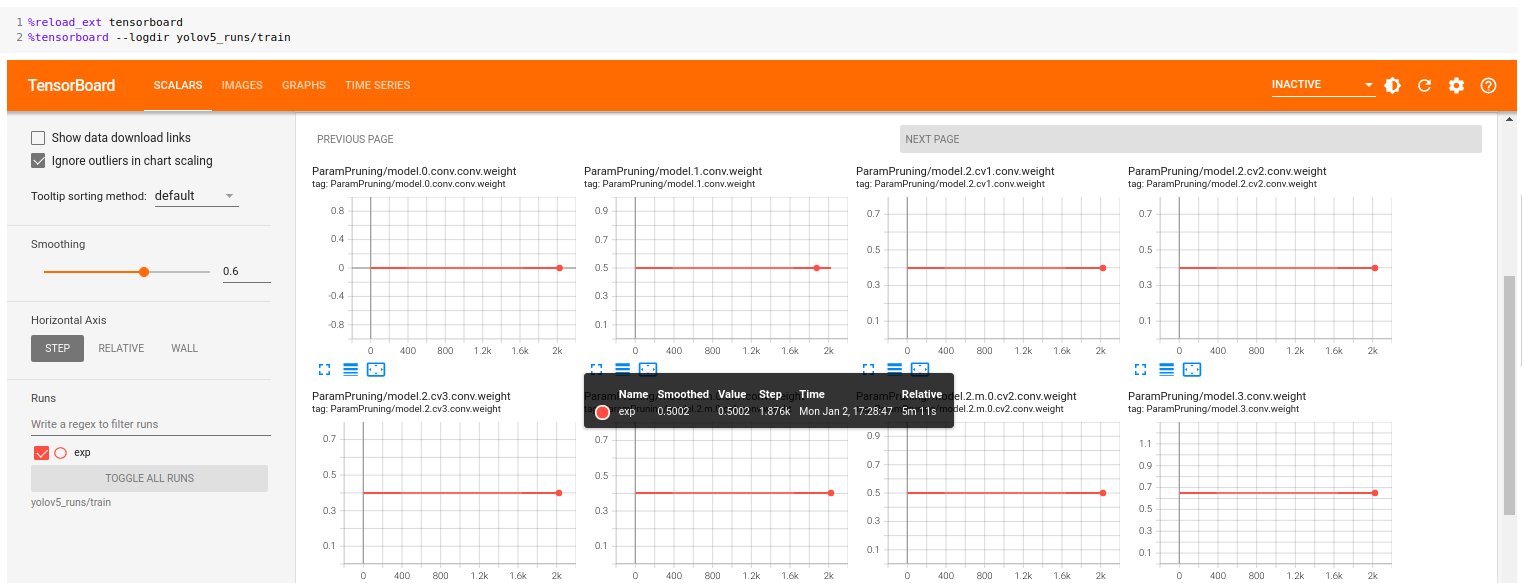 1 %reload_ext tensorboard
2 %tensorboard --logdir yolov5_runs/train
TensorBoard SCALARS IMAGES GRAPHS TIME SERIES INACTIVE
Show data download links
Ignore outliers in chart scaling
Tooltip sorting method: default
Smoothing
0.6
Horizontal Axis
STEP RELATIVE WALL
Runs
Write a regex to filter runs
exp
TOGGLE ALL RUNS
yolov5_runs/train
PREVIOUS PAGE NEXT PAGE
ParamPruning/model.0.conv.conv.weight
tag: ParamPruning/model.0.conv.conv.weight
0.8
0.4
0
-0.4
-0.8
0 400 800 1.2k 1.6k 2k
ParamPruning/model.1.conv.weight
tag: ParamPruning/model.1.conv.weight
0.9
0.7
0.5
0.3
0.1
0 400 800 1.2k 1.6k 2k
ParamPruning/model.2.cv1.conv.weight
tag: ParamPruning/model.2.cv1.conv.weight
0.7
0.5
0.3
0.1
0 400 800 1.2k 1.6k 2k
ParamPruning/model.2.cv2.conv.weight
tag: ParamPruning/model.2.cv2.conv.weight
0.7
0.5
0.3
0.1
0 400 800 1.2k 1.6k 2k
Name Smoothed Value Step Time Relative
exp 0.5002 0.5002 1.876k Mon Jan 2, 17:28:47 5m 11s
ParamPruning/model.2.cv3.conv.weight
tag: ParamPruning/model.2.cv3.conv.weight
0.7
0.5
0.3
0.1
0 400 800 1.2k 1.6k 2k
0.7
0.5
0.3
0.1
0 400 800 1.2k 1.6k 2k
.2.m.0.cv2.conv.weight
l.2.m.0.cv2.conv.weight
0.9
0.7
0.5
0.3
0.1
0 400 800 1.2k 1.6k 2k
ParamPruning/model.3.conv.weight
tag: ParamPruning/model.3.conv.weight
1.1
0.9
0.7
0.5
0.3
0.1
0 400 800 1.2k 1.6k 2k